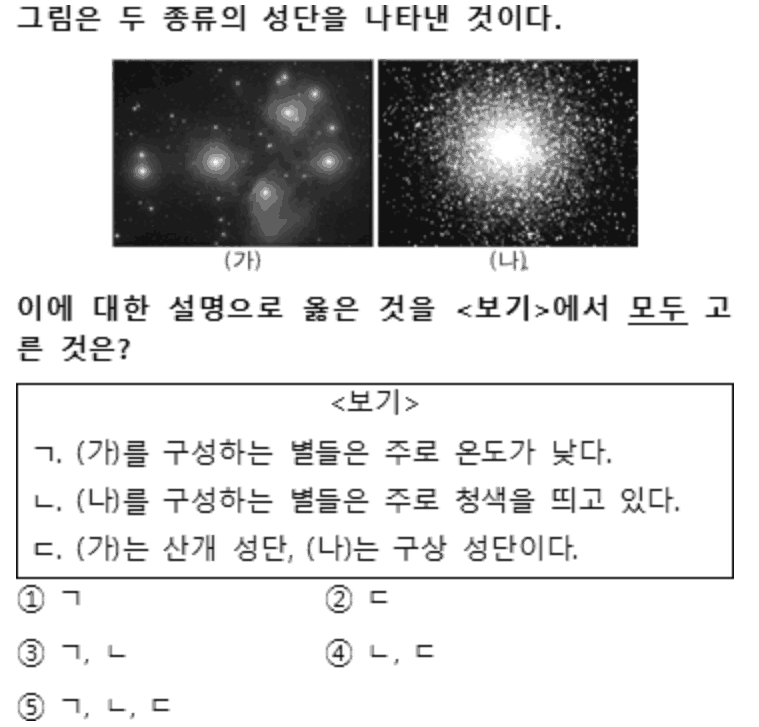 그림은 두 종류의 성단을 나타낸 것이다.
(가) (나)
이에 대한 설명으로 옳은 것을 <보기>에서 모두 고
른 것은?
<보기>
ㄱ. (가)를 구성하는 별들은 주로 온도가 낮다.
ㄴ. (나)를 구성하는 별들은 주로 청색을 띄고 있다.
ㄷ. (가)는 산개 성단, (나)는 구상 성단이다.
① ㄱ ② ㄷ
③ ㄱ, ㄴ ④ ㄴ, ㄷ
⑤ ㄱ, ㄴ, ㄷ